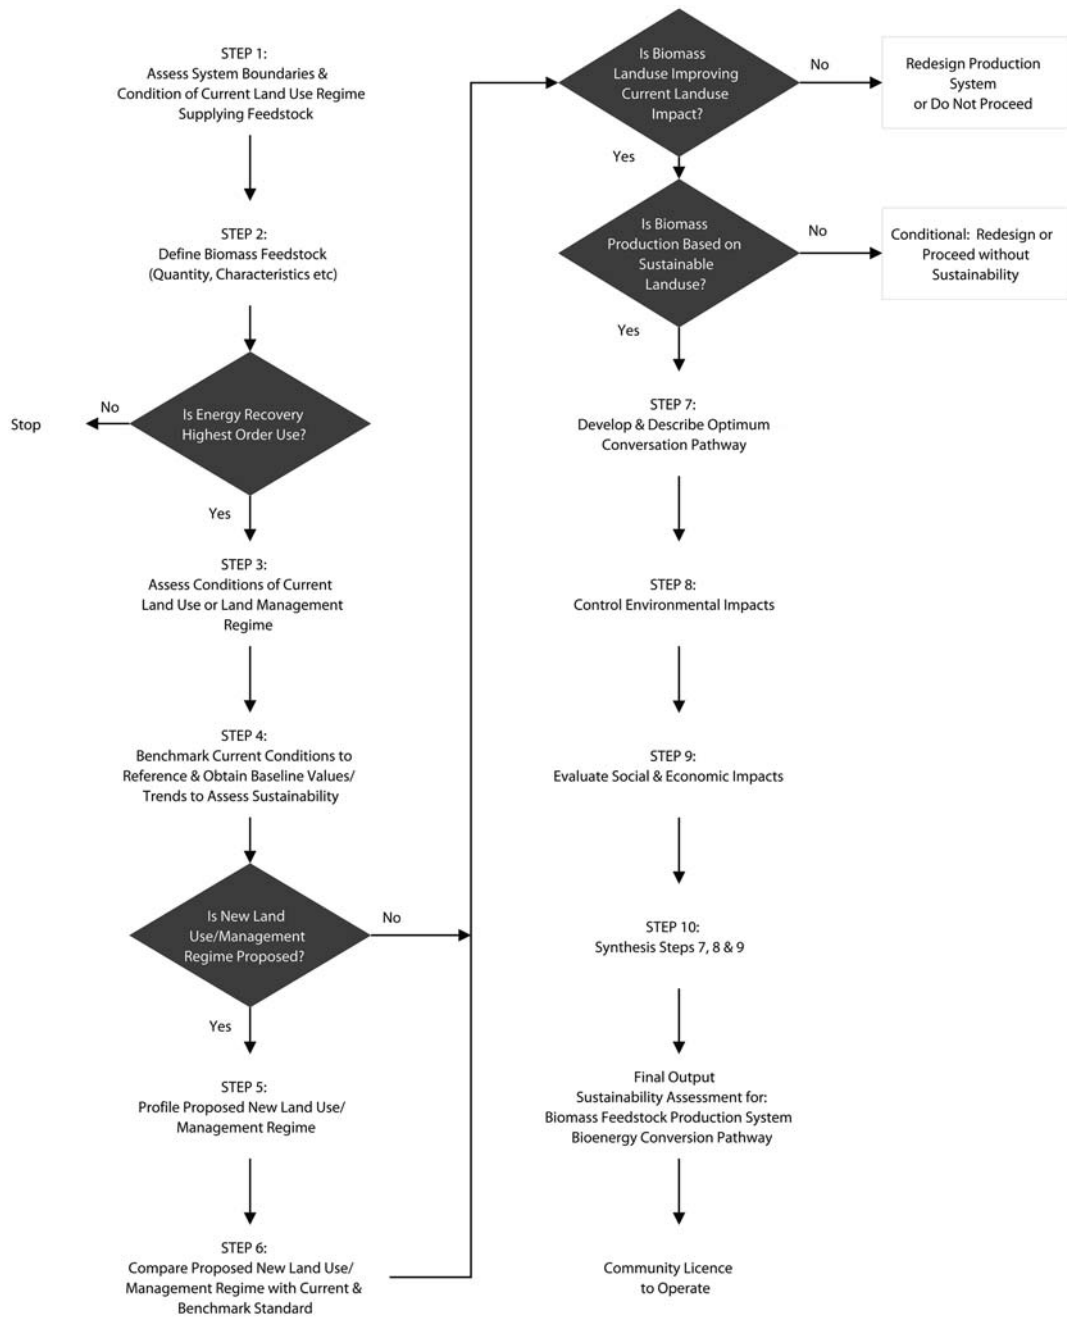 STEP 1:
Assess System Boundaries &
Condition of Current Land Use Regime
Supplying Feedstock
STEP 2:
Define Biomass Feedstock
(Quantity, Characteristics etc)
Is Energy Recovery
Highest Order Use?
No
Stop
Yes
STEP 3:
Assess Conditions of Current
Land Use or Land Management
Regime
STEP 4:
Benchmark Current Conditions to
Reference & Obtain Baseline Values/
Trends to Assess Sustainability
Is New Land
Use/Management
Regime Proposed?
No
Yes
STEP 5:
Profile Proposed New Land Use/
Management Regime
STEP 6:
Compare Proposed New Land Use/
Management Regime with Current &
Benchmark Standard
Is Biomass
Landuse Improving
Current Landuse
Impact?
No
Redesign Production
System
or Do Not Proceed
Yes
Is Biomass
Production Based on
Sustainable
Landuse?
No
Conditional: Redesign or
Proceed without
Sustainability
Yes
STEP 7:
Develop & Describe Optimum
Conversation Pathway
STEP 8:
Control Environmental Impacts
STEP 9:
Evaluate Social & Economic Impacts
STEP 10:
Synthesis Steps 7, 8 & 9
Final Output
Sustainability Assessment for:
Biomass Feedstock Production System
Bioenergy Conversion Pathway
Community Licence
to Operate